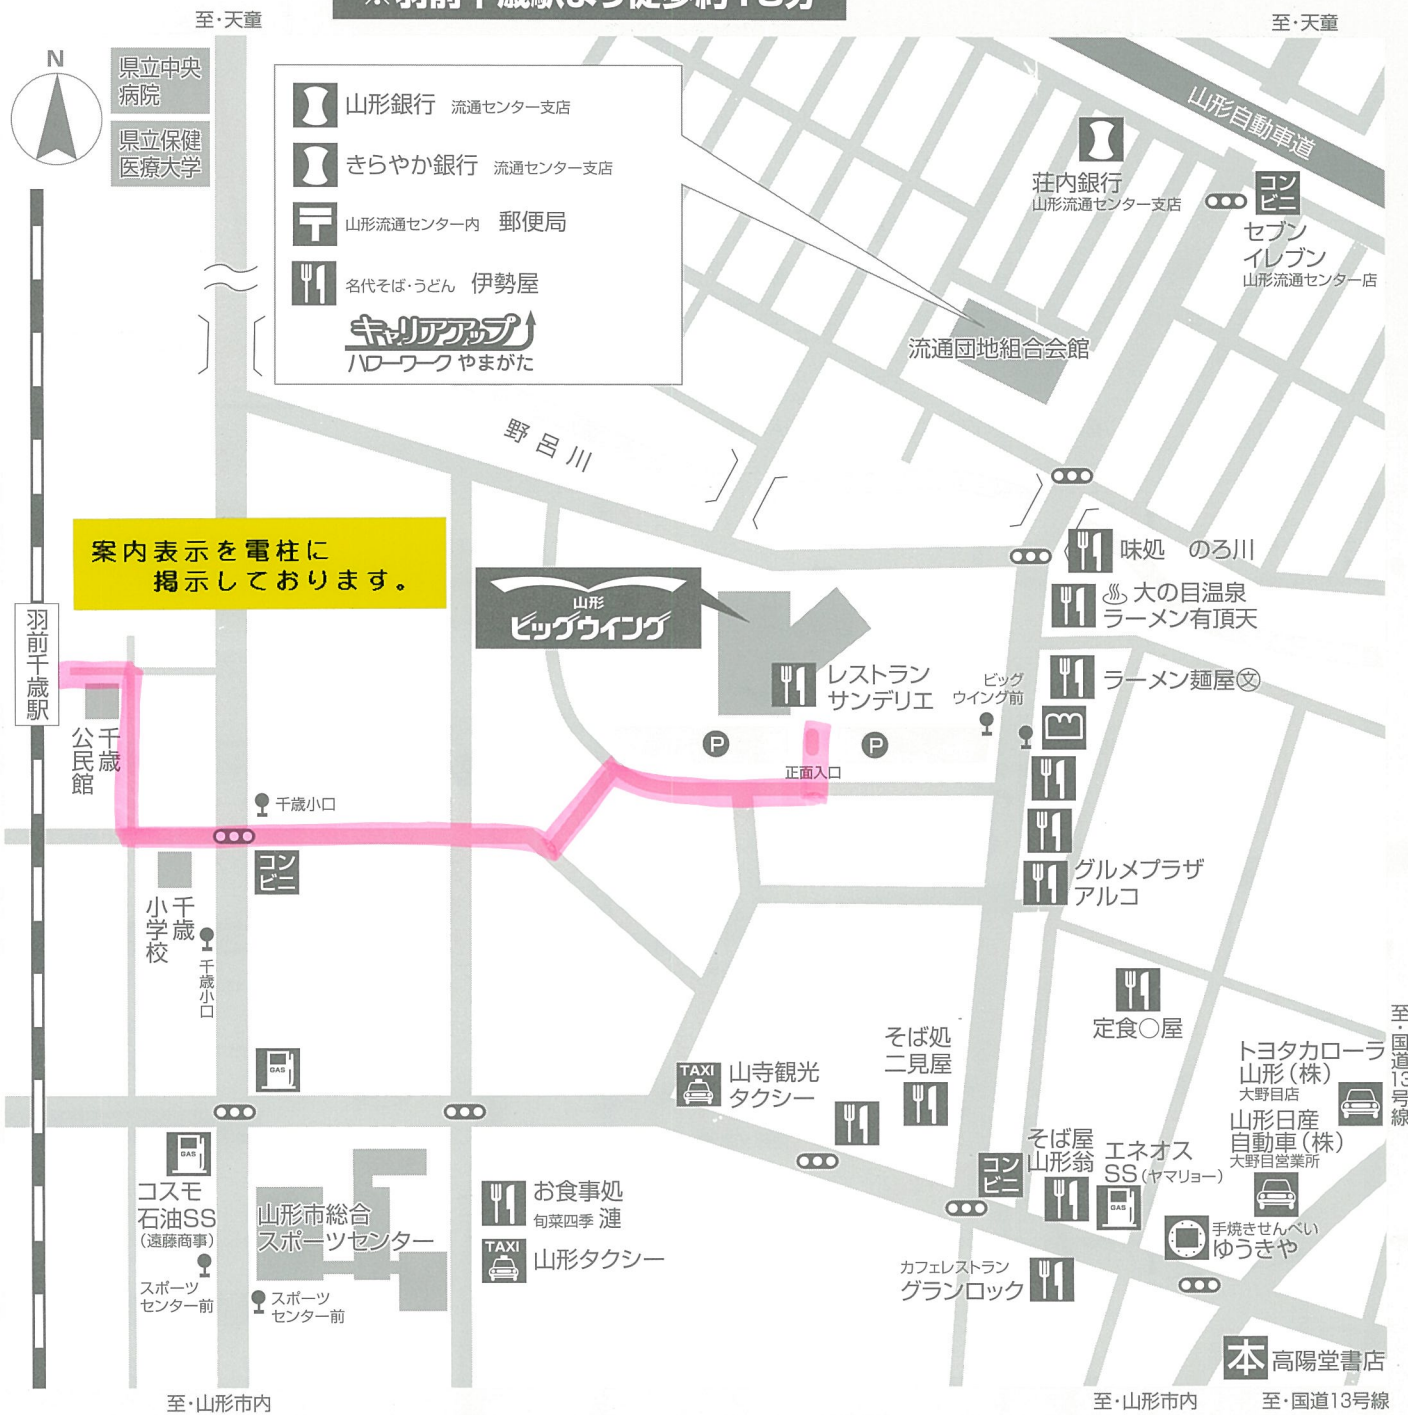 至・天童
至・天童
N
県立中央
病院
県立保健
医療大学
山形銀行 流通センター支店
きらやか銀行 流通センター支店
山形流通センター内 郵便局
名代そば・うどん 伊勢屋
キャリアアップ
ハローワーク やまがた
山形自動車道
荘内銀行
山形流通センター支店
コン
ビニ
セブン
イレブン
山形流通センター店
流通団地組合会館
野呂川
案内表示を電柱に
掲示しております。
山形
ビッグウイング
味処 のろ川
大の目温泉
ラーメン有頂天
羽前千歳駅
レストラン
サンデリエ
ビッグ
ウイング前
ラーメン麺屋㊛
千歳
公民館
P
P
正面入口
千歳小口
コン
ビニ
グルメプラザ
アルコ
千歳
小学校
千歳小口
定食○屋
至・国道13号線
GAS
TAXI
山寺観光
タクシー
そば処
二見屋
トヨタカローラ
山形(株)
大野目店
山形日産
自動車(株)
大野目営業所
GAS
コスモ
石油SS
(遠藤商事)
山形市総合
スポーツセンター
お食事処
旬菜四季 漣
TAXI
山形タクシー
コン
ビニ
そば屋
山形翁
エネオス
SS(ヤマリョー)
GAS
手焼きせんべい
ゆうきや
スポーツ
センター前
スポーツ
センター前
カフェレストラン
グランロック
本 高陽堂書店
至・山形市内
至・山形市内
至・国道13号線